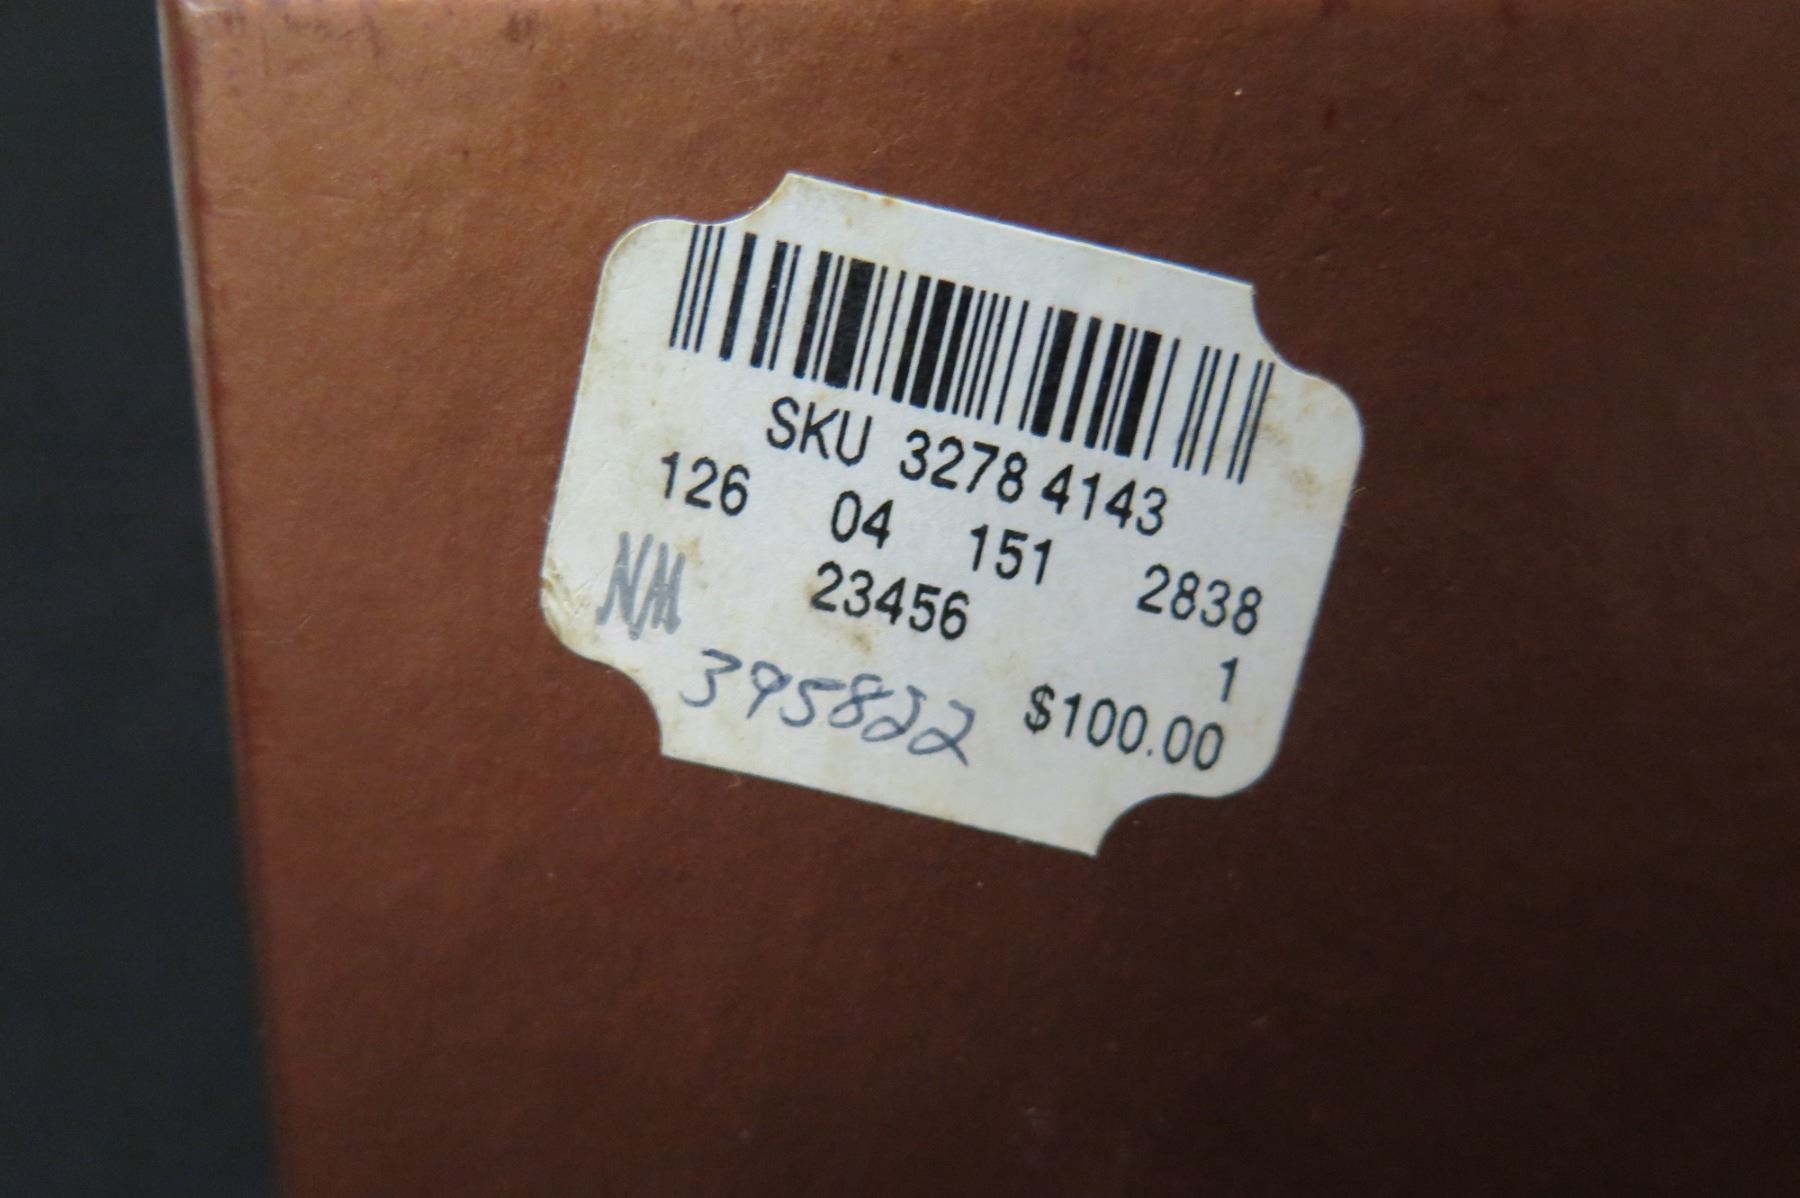 SKU 3278 4143
126 04 151 2838
23456 1
NM 395822 $100.00